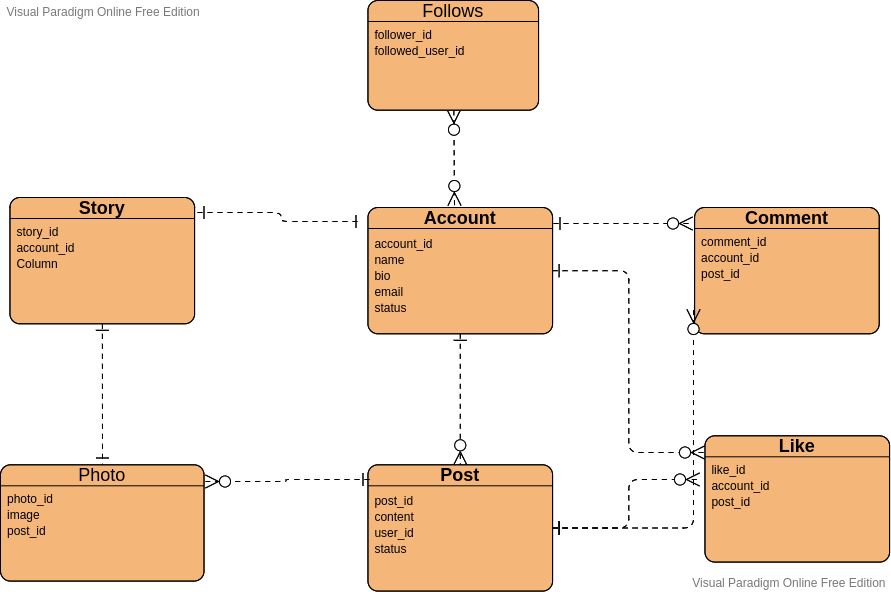 Visual Paradigm Online Free Edition
Follows
follower_id
followed_user_id
Story
story_id
account_id
Column
Account
account_id
name
bio
email
status
Comment
comment_id
account_id
post_id
Photo
photo_id
image
post_id
Post
post_id
content
user_id
status
Like
like_id
account_id
post_id
Visual Paradigm Online Free Edition